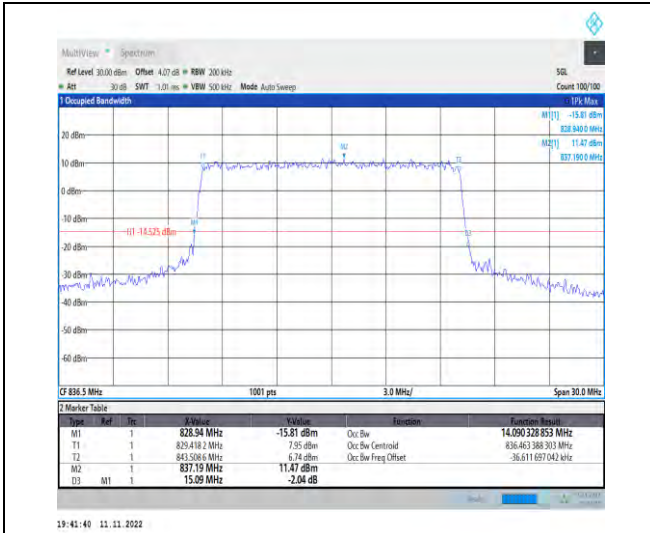 MultiView Spectrum
Ref Level 30.00 dBm Offset 4.07 dB RBW 200 kHz SGL
Att 30 dB SWT 1.01 ms VBW 500 kHz Mode Auto Sweep Count 100/100
1 Occupied Bandwidth 1Pk Max
M1[1] -15.81 dBm
828.9400 MHz
20 dBm M2[1] 11.47 dBm
837.1900 MHz
M2
10 dBm T1 T2
0 dBm
-10 dBm
M1
H1 -14.525 dBm D3
-20 dBm
-30 dBm
-40 dBm
-50 dBm
-60 dBm
CF 836.5 MHz 1001 pts 3.0 MHz/ Span 30.0 MHz
2 Marker Table
Type Ref Trc X-Value Y-Value Function Function Result
M1 1 828.94 MHz -15.81 dBm Occ Bw 14.090 328 853 MHz
T1 1 829.418 2 MHz 7.95 dBm Occ Bw Centroid 836.463 388 303 MHz
T2 1 843.508 6 MHz 6.74 dBm Occ Bw Freq Offset -36.611 697 042 kHz
M2 1 837.19 MHz 11.47 dBm
D3 M1 1 15.09 MHz -2.04 dB
19:41:40 11.11.2022